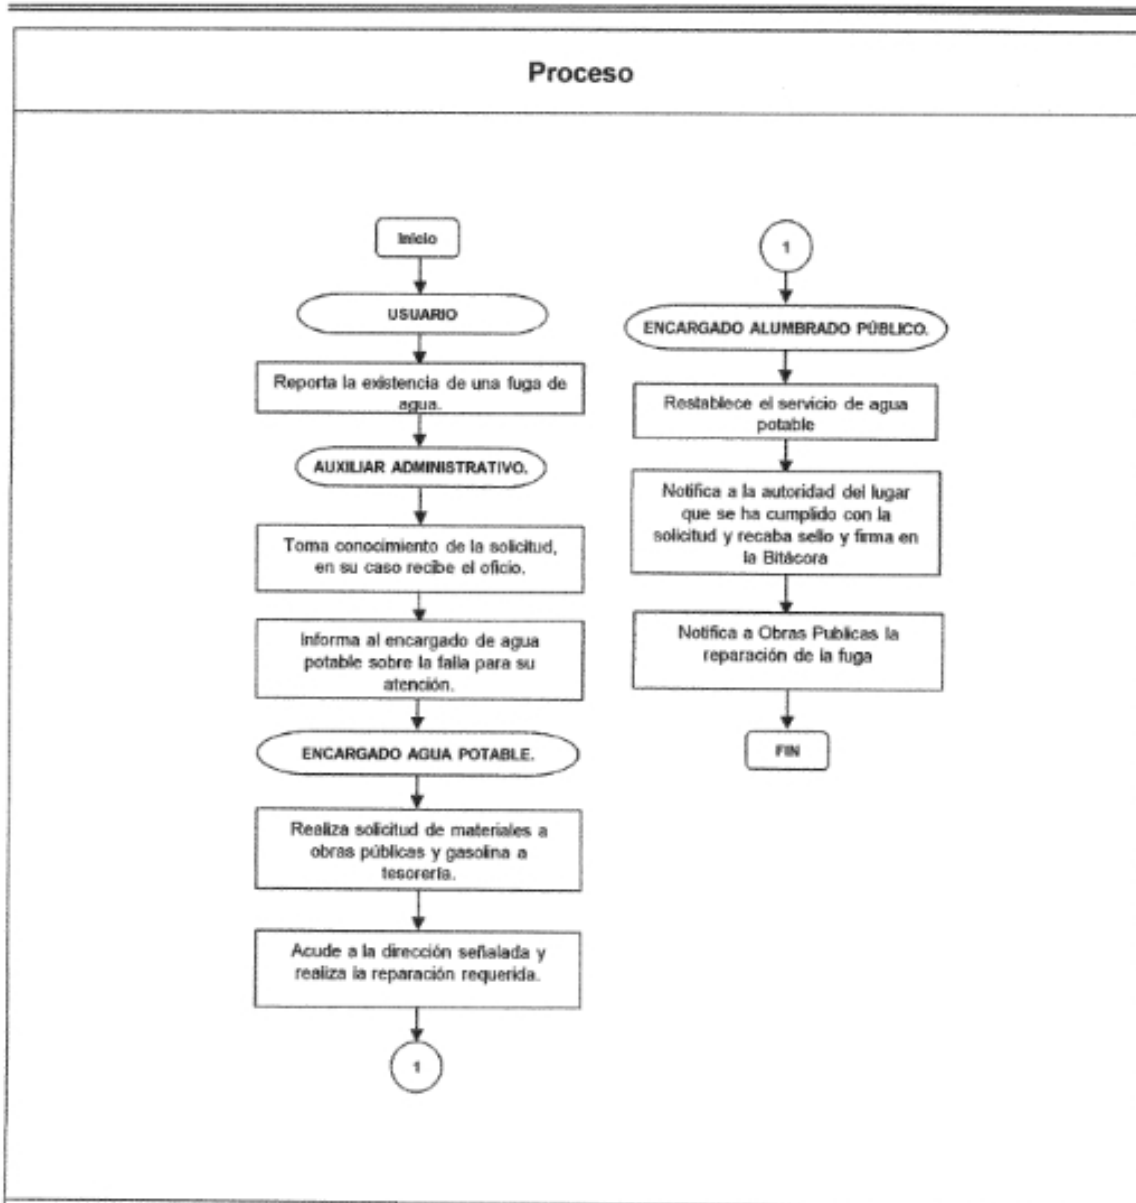 Proceso
Inicio
USUARIO
Reporta la existencia de una fuga de
agua.
AUXILIAR ADMINISTRATIVO.
Toma conocimiento de la solicitud,
en su caso recibe el oficio.
Informa al encargado de agua
potable sobre la falla para su
atención.
ENCARGADO AGUA POTABLE.
Realiza solicitud de materiales a
obras públicas y gasolina a
tesorería.
Acude a la dirección señalada y
realiza la reparación requerida.
1
1
ENCARGADO ALUMBRADO PÚBLICO.
Restablece el servicio de agua
potable
Notifica a la autoridad del lugar
que se ha cumplido con la
solicitud y recaba sello y firma en
la Bitácora
Notifica a Obras Publicas la
reparación de la fuga
FIN